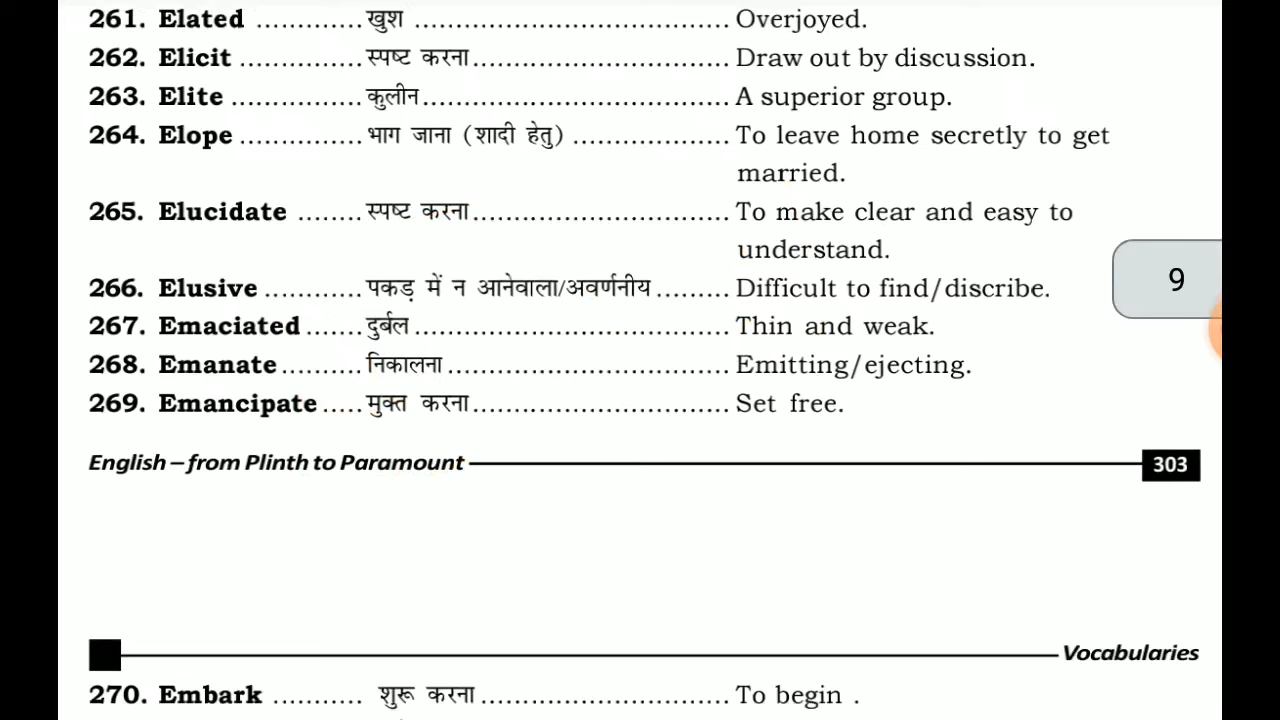 261. Elated ............. खुश ...................................... Overjoyed.
262. Elicit ............... स्पष्ट करना ............................... Draw out by discussion.
263. Elite ................ कुलीन ..................................... A superior group.
264. Elope ............... भाग जाना (शादी हेतु) ................... To leave home secretly to get
married.
265. Elucidate ........ स्पष्ट करना ............................... To make clear and easy to
understand.
266. Elusive ............ पकड़ में न आनेवाला/अवर्णनीय ......... Difficult to find/discribe.
9
267. Emaciated ....... दुर्बल ...................................... Thin and weak.
268. Emanate .......... निकालना .................................. Emitting/ejecting.
269. Emancipate ..... मुक्त करना ............................... Set free.
English – from Plinth to Paramount 303
Vocabularies
270. Embark ........... शुरू करना .............................. To begin .